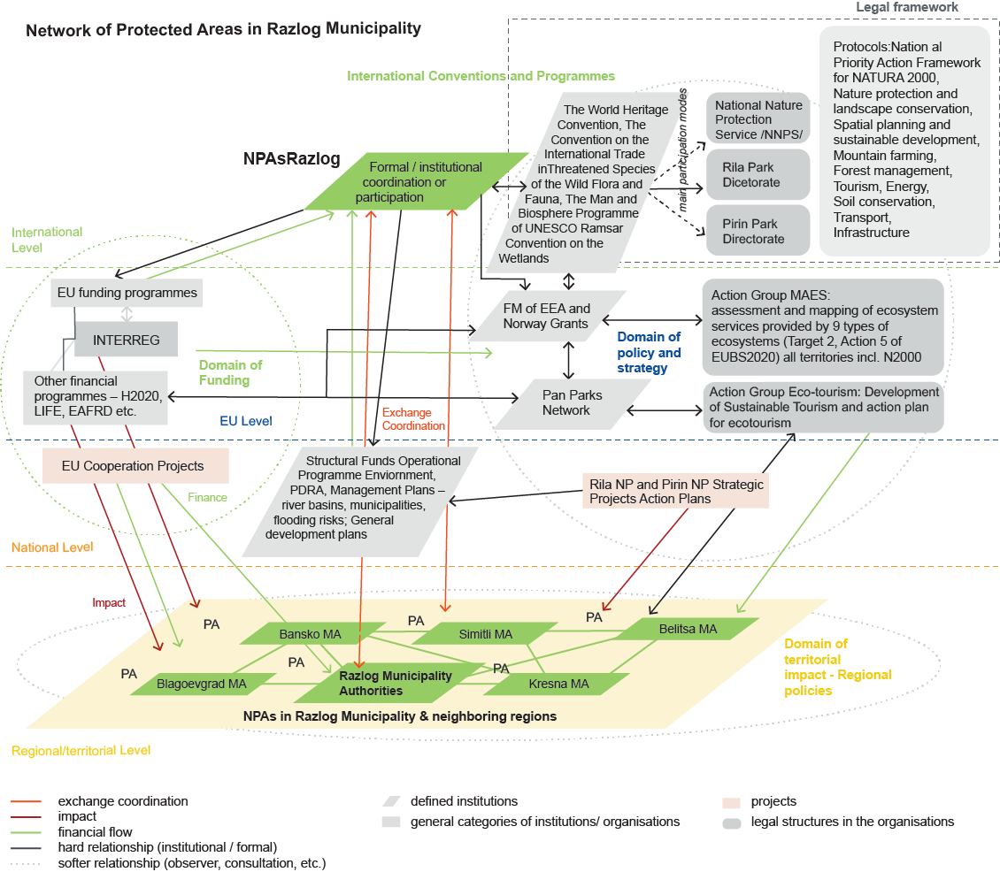 Legal framework
Network of Protected Areas in Razlog Municipality
Protocols:Nation al
Priority Action Framework
for NATURA 2000,
Nature protection and
landscape conservation,
Spatial planning and
sustainable development,
Mountain farming,
Forest management,
Tourism, Energy,
Soil conservation,
Transport,
Infrastructure
International Conventions and Programmes
main participation modes
The World Heritage
Convention, The
Convention on the
International Trade
inThreatened Species
of the Wild Flora and
Fauna, The Man and
Biosphere Programme
of UNESCO Ramsar
Convention on the
Wetlands
National Nature
Protection
Service /NNPS/
Rila Park
Dicetorate
Pirin Park
Directorate
NPAsRazlog
Formal / institutional
coordination or
participation
International
Level
EU funding programmes
INTERREG
Other financial
programmes – H2020,
LIFE, EAFRD etc.
Domain of
Funding
EU Level
FM of EEA and
Norway Grants
Domain of
policy and
strategy
Action Group MAES:
assessment and mapping of ecosystem
services provided by 9 types of
ecosystems (Target 2, Action 5 of
EUBS2020) all territories incl. N2000
Pan Parks
Network
Action Group Eco-tourism: Development
of Sustainable Tourism and action plan
for ecotourism
Exchange
Coordination
EU Cooperation Projects
Finance
Structural Funds Operational
Programme Enviornment,
PDRA, Management Plans –
river basins, municipalities,
flooding risks; General
development plans
Rila NP and Pirin NP Strategic
Projects Action Plans
National Level
Impact
PA
PA
PA
Bansko MA
Simitli MA
Belitsa MA
PA
PA
PA
Blagoevgrad MA
Razlog Municipality
Authorities
Kresna MA
Domain of
territorial
impact - Regional
policies
NPAs in Razlog Municipality & neighboring regions
Regional/territorial Level
exchange coordination
impact
financial flow
hard relationship (institutional / formal)
softer relationship (observer, consultation, etc.)
defined institutions
general categories of institutions/ organisations
projects
legal structures in the organisations